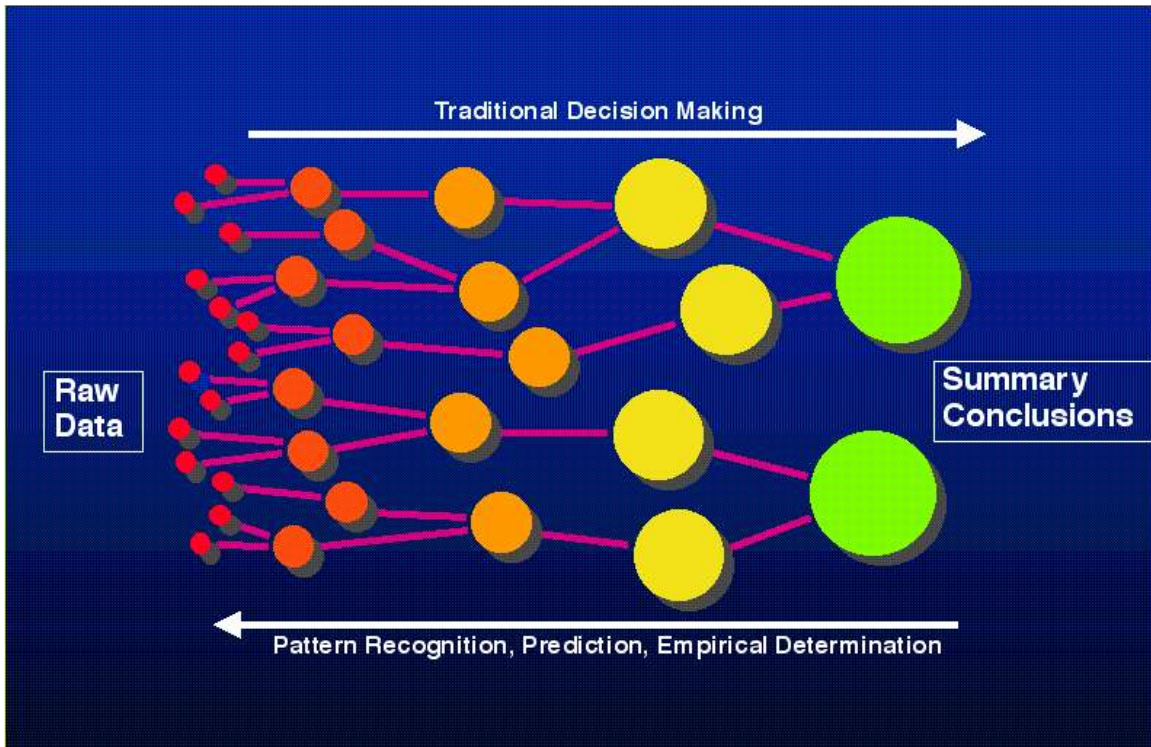 Traditional Decision Making
Raw
Data
Summary
Conclusions
Pattern Recognition, Prediction, Empirical Determination